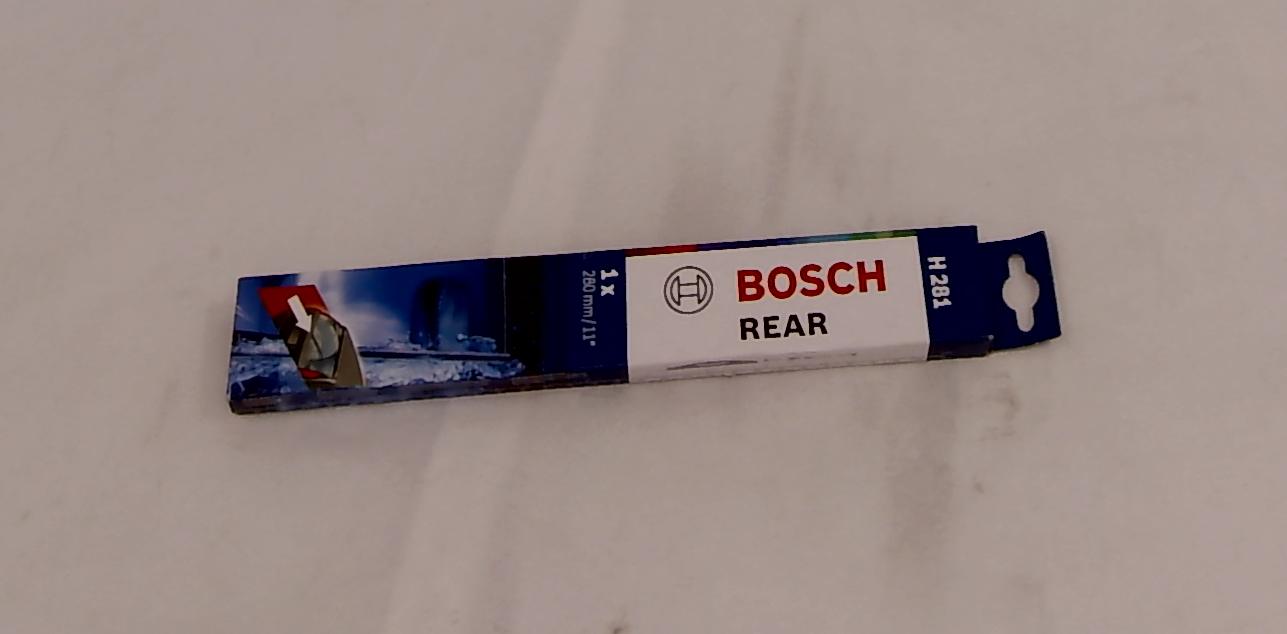 1 x
280 mm / 11"
BOSCH
REAR
H 281